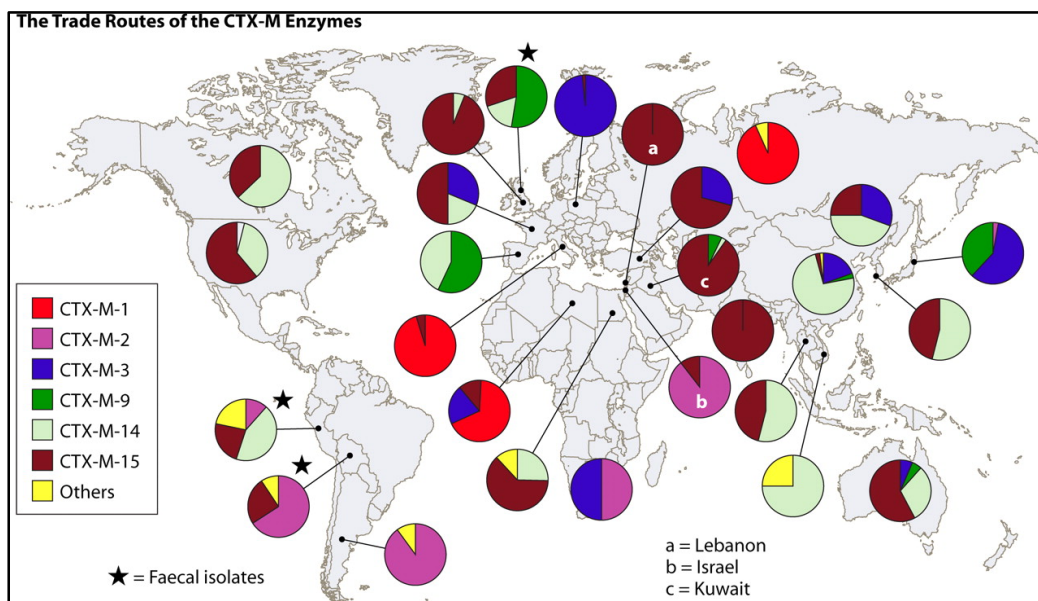 The Trade Routes of the CTX-M Enzymes
a
c
b
CTX-M-1
CTX-M-2
CTX-M-3
CTX-M-9
CTX-M-14
CTX-M-15
Others
★ = Faecal isolates
a = Lebanon
b = Israel
c = Kuwait